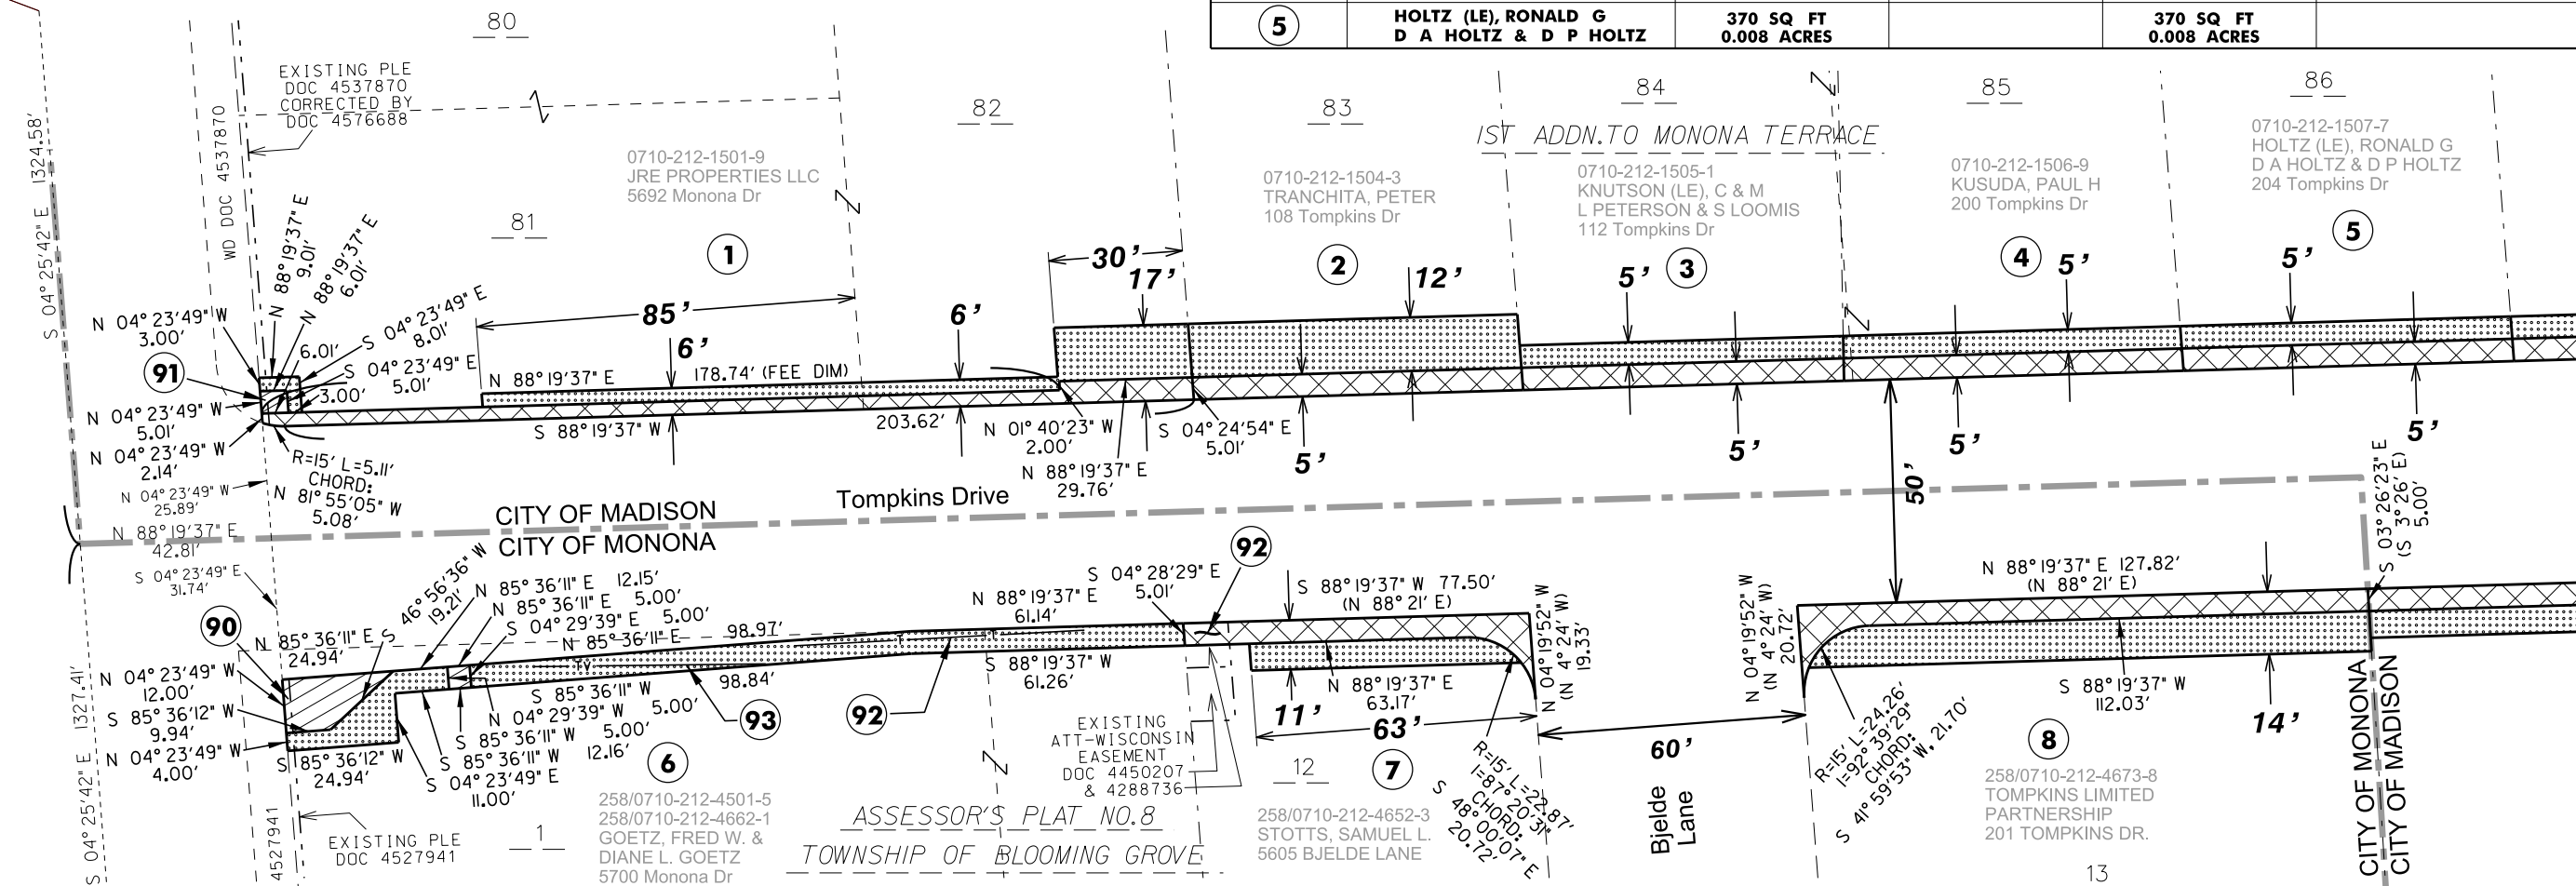 5
HOLTZ (LE), RONALD G
D A HOLTZ & D P HOLTZ
370 SQ FT
0.008 ACRES
370 SQ FT
0.008 ACRES
80
82
83
84
85
86
EXISTING PLE
DOC 4537870
CORRECTED BY
DOC 4576688
WD DOC 4537870
S 04°25'42" E 1324.58'
1ST ADDN.TO MONONA TERRACE
0710-212-1501-9
JRE PROPERTIES LLC
5692 Monona Dr
81
1
0710-212-1504-3
TRANCHITA, PETER
108 Tompkins Dr
2
0710-212-1505-1
KNUTSON (LE), C & M
L PETERSON & S LOOMIS
112 Tompkins Dr
3
0710-212-1506-9
KUSUDA, PAUL H
200 Tompkins Dr
4
0710-212-1507-7
HOLTZ (LE), RONALD G
D A HOLTZ & D P HOLTZ
204 Tompkins Dr
5
N 88°19'37" E
9.01'
N 88°19'37" E
6.01'
S 04°23'49" E
8.01'
N 04°23'49" W
3.00'
6.01'
S 04°23'49" E
5.01'
3.00'
91
N 04°23'49" W
5.01'
N 04°23'49" W
2.14'
R=15' L=5.11'
CHORD:
N 81°55'05" W
5.08'
N 04°23'49" W
25.89'
N 88°19'37" E
42.81'
S 04°23'49" E
31.74'
85'
6'
6'
30'
17'
12'
5'
5'
5'
N 88°19'37" E
178.74' (FEE DIM)
S 88°19'37" W
203.62'
N 01°40'23" W
2.00'
N 88°19'37" E
29.76'
S 04°24'54" E
5.01'
5'
5'
5'
5'
50'
Tompkins Drive
CITY OF MADISON
CITY OF MONONA
S 03°26'23" E
(S 3°26' E)
5.00'
90
N 85°36'11" E
24.94'
S 46°56'36" W
19.21'
N 85°36'11" E 12.15'
N 85°36'11" E 5.00'
S 04°29'39" E 5.00'
N 85°36'11" E 98.97'
N 88°19'37" E
61.14'
S 04°28'29" E
5.01'
92
S 88°19'37" W 77.50'
(N 88°21' E)
N 04°19'52" W
(N 4°24' W)
19.33'
N 04°19'52" W
(N 4°24' W)
20.72'
N 88°19'37" E 127.82'
(N 88°21' E)
N 04°23'49" W
12.00'
S 85°36'12" W
9.94'
N 04°23'49" W
4.00'
S 85°36'12" W
24.94'
S 04°23'49" E
11.00'
S 85°36'11" W
12.16'
S 85°36'11" W 5.00'
N 04°29'39" W 5.00'
S 85°36'11" W
98.84'
TV
T
T
93
92
S 88°19'37" W
61.26'
N 88°19'37" E
63.17'
11'
63'
60'
S 88°19'37" W
112.03'
14'
S 04°25'42" E 1327.41'
4527941
EXISTING PLE
DOC 4527941
1
6
258/0710-212-4501-5
258/0710-212-4662-1
GOETZ, FRED W. &
DIANE L. GOETZ
5700 Monona Dr
ASSESSOR'S PLAT NO.8
TOWNSHIP OF BLOOMING GROVE
EXISTING
ATT-WISCONSIN
EASEMENT
DOC 4450207
& 4288736
12
7
258/0710-212-4652-3
STOTTS, SAMUEL L.
5605 BJELDE LANE
R=15' L=22.87'
I=87°20'31"
CHORD:
S 48°00'07" E
20.72'
Bjelde
Lane
R=15' L=24.26'
I=92°39'29"
CHORD:
S 41°59'53" W, 21.70'
8
258/0710-212-4673-8
TOMPKINS LIMITED
PARTNERSHIP
201 TOMPKINS DR.
13
CITY OF MONONA
CITY OF MADISON